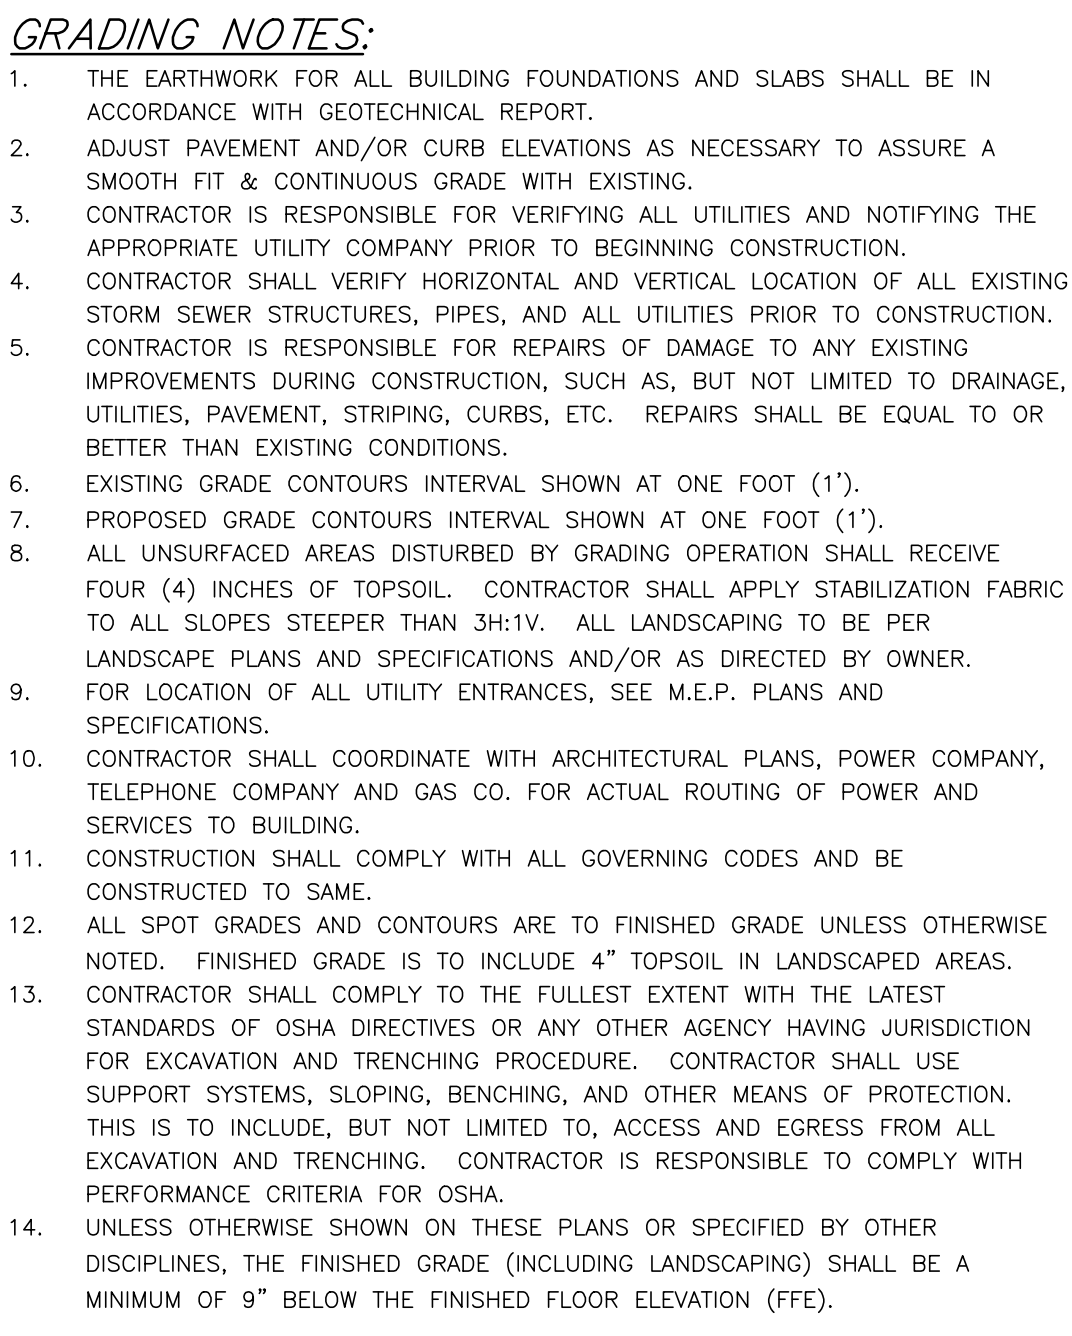 GRADING NOTES:
1. THE EARTHWORK FOR ALL BUILDING FOUNDATIONS AND SLABS SHALL BE IN
ACCORDANCE WITH GEOTECHNICAL REPORT.
2. ADJUST PAVEMENT AND/OR CURB ELEVATIONS AS NECESSARY TO ASSURE A
SMOOTH FIT & CONTINUOUS GRADE WITH EXISTING.
3. CONTRACTOR IS RESPONSIBLE FOR VERIFYING ALL UTILITIES AND NOTIFYING THE
APPROPRIATE UTILITY COMPANY PRIOR TO BEGINNING CONSTRUCTION.
4. CONTRACTOR SHALL VERIFY HORIZONTAL AND VERTICAL LOCATION OF ALL EXISTING
STORM SEWER STRUCTURES, PIPES, AND ALL UTILITIES PRIOR TO CONSTRUCTION.
5. CONTRACTOR IS RESPONSIBLE FOR REPAIRS OF DAMAGE TO ANY EXISTING
IMPROVEMENTS DURING CONSTRUCTION, SUCH AS, BUT NOT LIMITED TO DRAINAGE,
UTILITIES, PAVEMENT, STRIPING, CURBS, ETC. REPAIRS SHALL BE EQUAL TO OR
BETTER THAN EXISTING CONDITIONS.
6. EXISTING GRADE CONTOURS INTERVAL SHOWN AT ONE FOOT (1').
7. PROPOSED GRADE CONTOURS INTERVAL SHOWN AT ONE FOOT (1').
8. ALL UNSURFACED AREAS DISTURBED BY GRADING OPERATION SHALL RECEIVE
FOUR (4) INCHES OF TOPSOIL. CONTRACTOR SHALL APPLY STABILIZATION FABRIC
TO ALL SLOPES STEEPER THAN 3H:1V. ALL LANDSCAPING TO BE PER
LANDSCAPE PLANS AND SPECIFICATIONS AND/OR AS DIRECTED BY OWNER.
9. FOR LOCATION OF ALL UTILITY ENTRANCES, SEE M.E.P. PLANS AND
SPECIFICATIONS.
10. CONTRACTOR SHALL COORDINATE WITH ARCHITECTURAL PLANS, POWER COMPANY,
TELEPHONE COMPANY AND GAS CO. FOR ACTUAL ROUTING OF POWER AND
SERVICES TO BUILDING.
11. CONSTRUCTION SHALL COMPLY WITH ALL GOVERNING CODES AND BE
CONSTRUCTED TO SAME.
12. ALL SPOT GRADES AND CONTOURS ARE TO FINISHED GRADE UNLESS OTHERWISE
NOTED. FINISHED GRADE IS TO INCLUDE 4" TOPSOIL IN LANDSCAPED AREAS.
13. CONTRACTOR SHALL COMPLY TO THE FULLEST EXTENT WITH THE LATEST
STANDARDS OF OSHA DIRECTIVES OR ANY OTHER AGENCY HAVING JURISDICTION
FOR EXCAVATION AND TRENCHING PROCEDURE. CONTRACTOR SHALL USE
SUPPORT SYSTEMS, SLOPING, BENCHING, AND OTHER MEANS OF PROTECTION.
THIS IS TO INCLUDE, BUT NOT LIMITED TO, ACCESS AND EGRESS FROM ALL
EXCAVATION AND TRENCHING. CONTRACTOR IS RESPONSIBLE TO COMPLY WITH
PERFORMANCE CRITERIA FOR OSHA.
14. UNLESS OTHERWISE SHOWN ON THESE PLANS OR SPECIFIED BY OTHER
DISCIPLINES, THE FINISHED GRADE (INCLUDING LANDSCAPING) SHALL BE A
MINIMUM OF 9" BELOW THE FINISHED FLOOR ELEVATION (FFE).